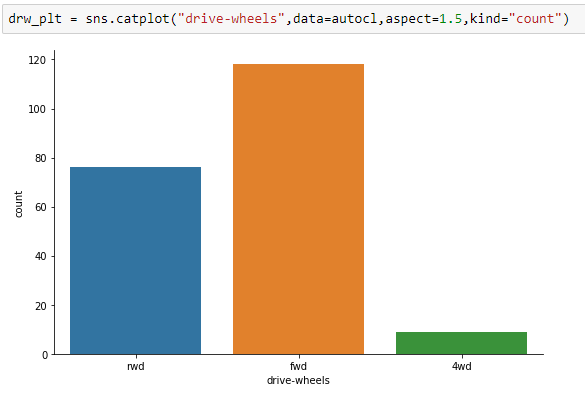 drw_plt = sns.catplot("drive-wheels",data=autocl,aspect=1.5,kind="count")
120
100
80
60
40
20
0
count
rwd fwd 4wd
drive-wheels